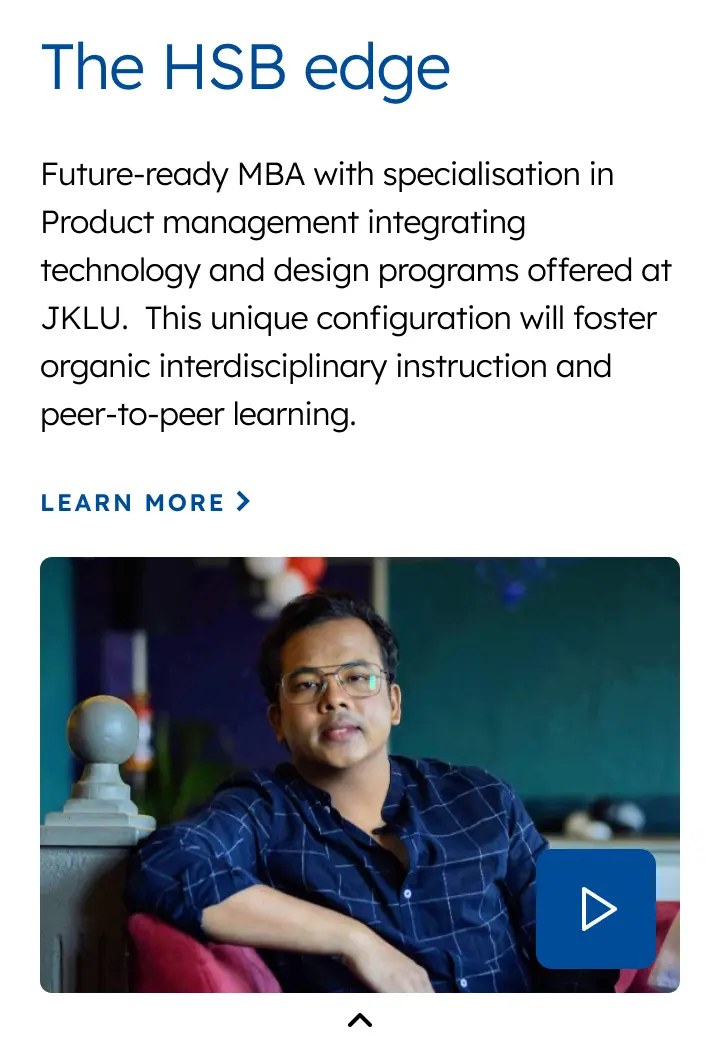 The HSB edge
Future-ready MBA with specialisation in
Product management integrating
technology and design programs offered at
JKLU.  This unique configuration will foster
organic interdisciplinary instruction and
peer-to-peer learning.
LEARN MORE